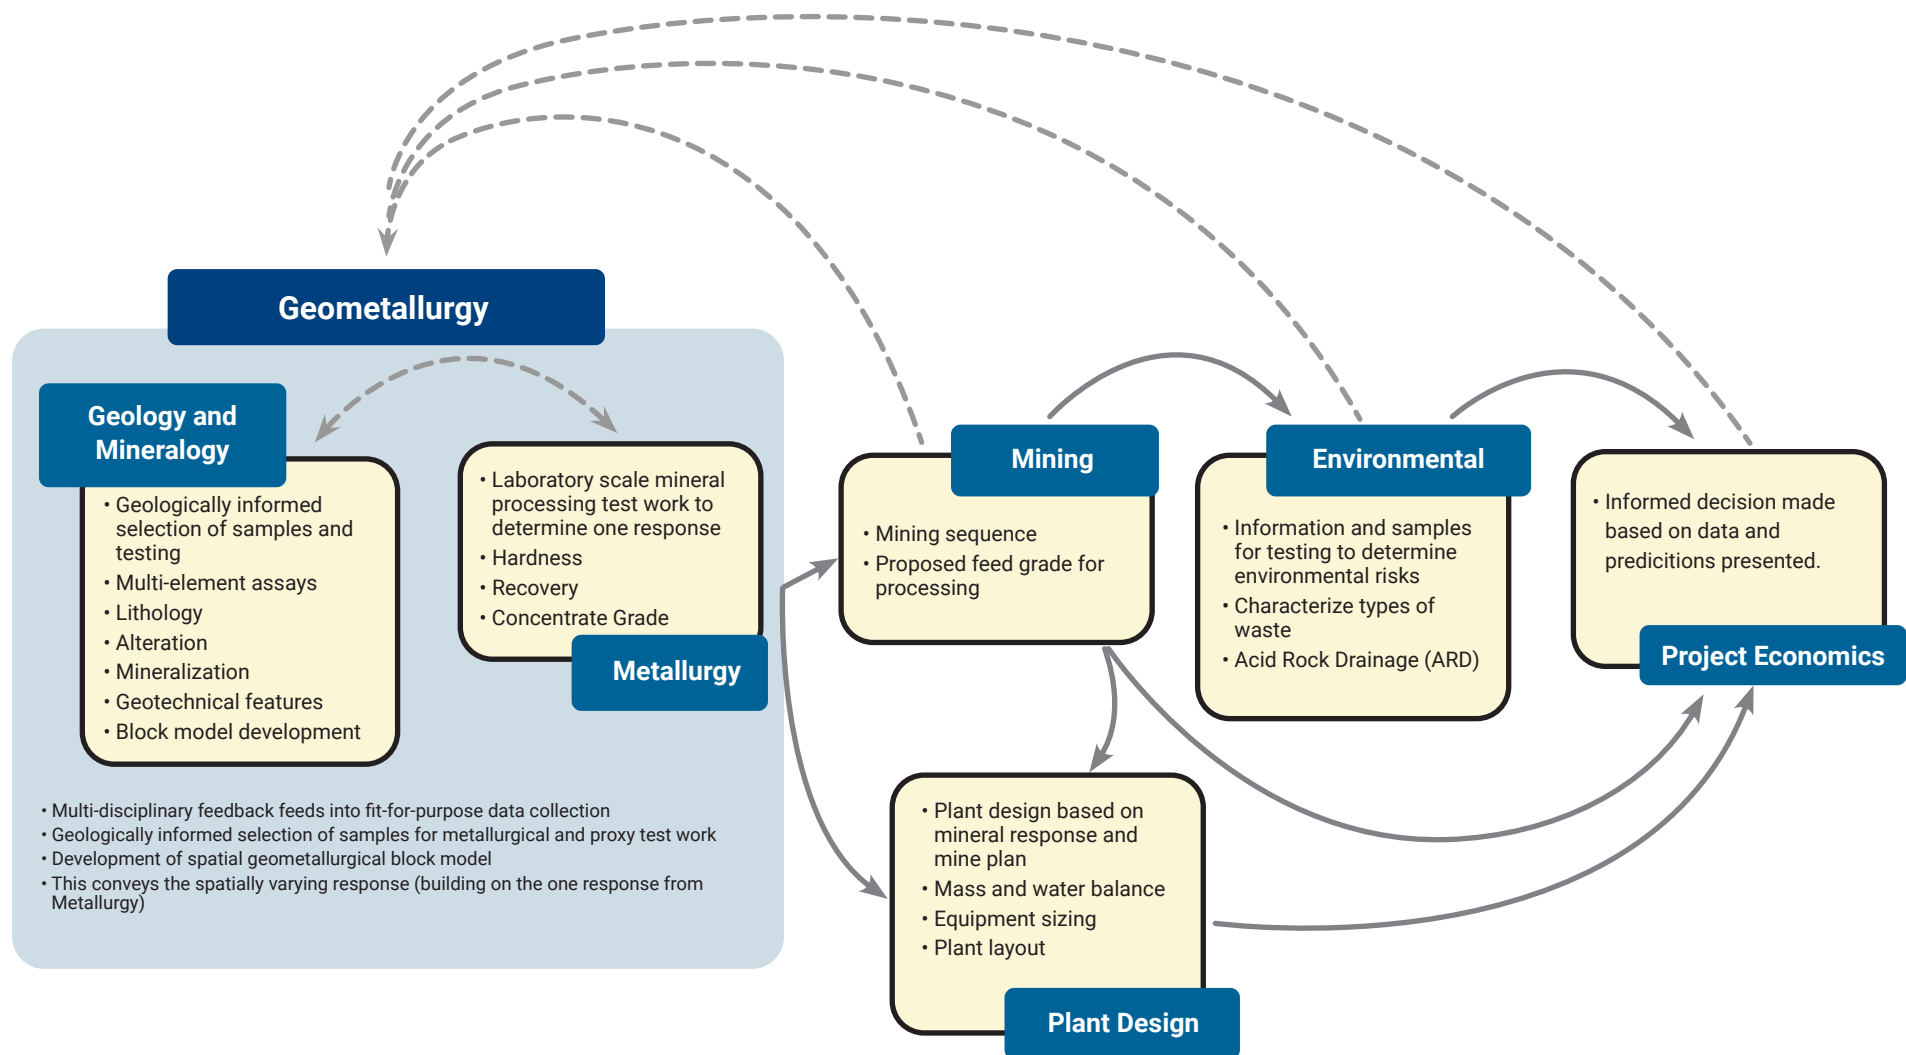 Geometallurgy
Geology and
Mineralogy
• Geologically informed
selection of samples and
testing
• Multi-element assays
• Lithology
• Alteration
• Mineralization
• Geotechnical features
• Block model development
• Laboratory scale mineral
processing test work to
determine one response
• Hardness
• Recovery
• Concentrate Grade
Metallurgy
• Multi-disciplinary feedback feeds into fit-for-purpose data collection
• Geologically informed selection of samples for metallurgical and proxy test work
• Development of spatial geometallurgical block model
• This conveys the spatially varying response (building on the one response from
Metallurgy)
Mining
• Mining sequence
• Proposed feed grade for
processing
Environmental
• Information and samples
for testing to determine
environmental risks
• Characterize types of
waste
• Acid Rock Drainage (ARD)
• Informed decision made
based on data and
predicitions presented.
Project Economics
• Plant design based on
mineral response and
mine plan
• Mass and water balance
• Equipment sizing
• Plant layout
Plant Design